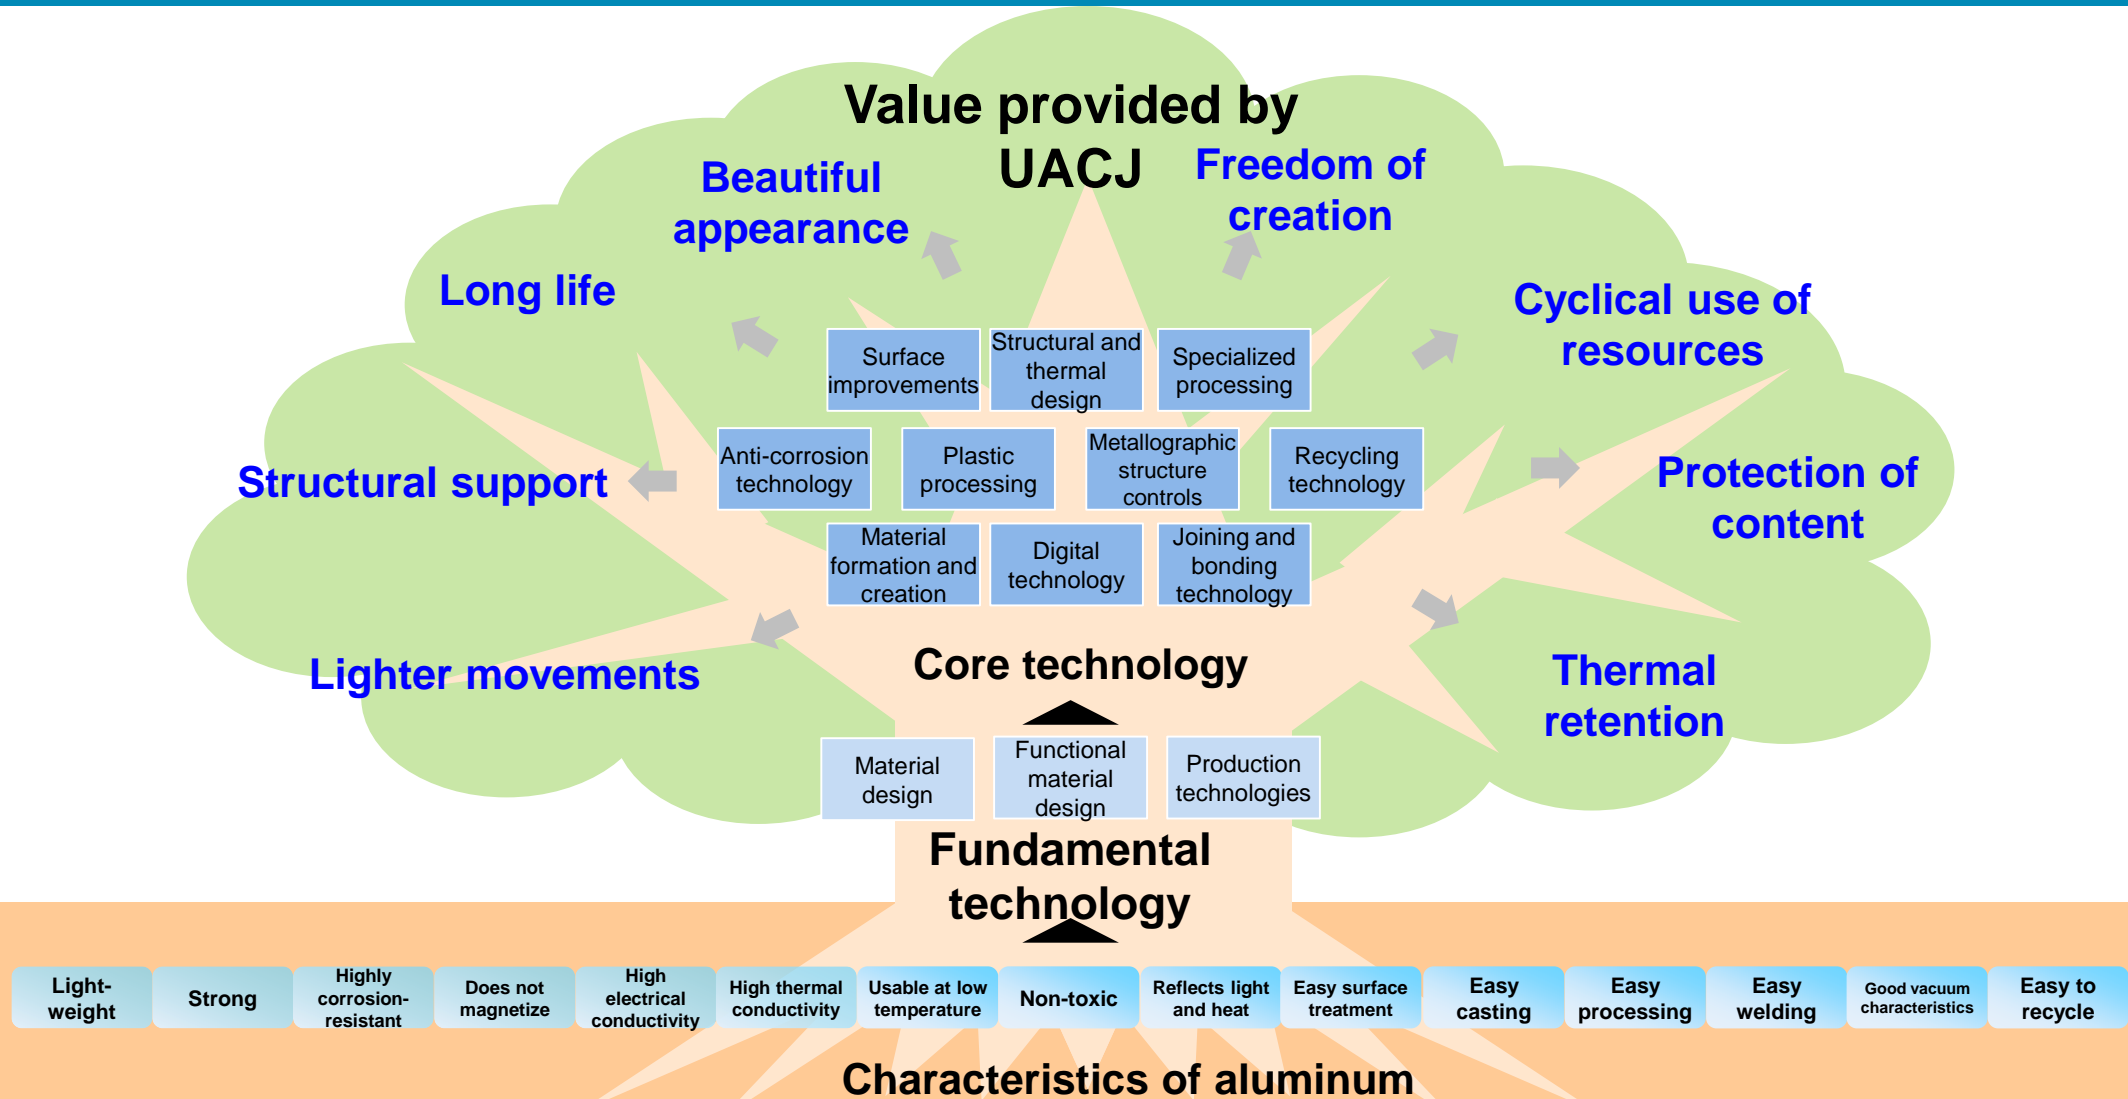 Value provided by
UACJ
Beautiful
appearance
Freedom of
creation
Long life
Cyclical use of
resources
Structural support
Protection of
content
Lighter movements
Thermal
retention
Surface
improvements
Structural and
thermal
design
Specialized
processing
Anti-corrosion
technology
Plastic
processing
Metallographic
structure
controls
Recycling
technology
Material
formation and
creation
Digital
technology
Joining and
bonding
technology
Core technology
Material
design
Functional
material
design
Production
technologies
Fundamental
technology
Light-
weight
Strong
Highly
corrosion-
resistant
Does not
magnetize
High
electrical
conductivity
High thermal
conductivity
Usable at low
temperature
Non-toxic
Reflects light
and heat
Easy surface
treatment
Easy
casting
Easy
processing
Easy
welding
Good vacuum
characteristics
Easy to
recycle
Characteristics of aluminum